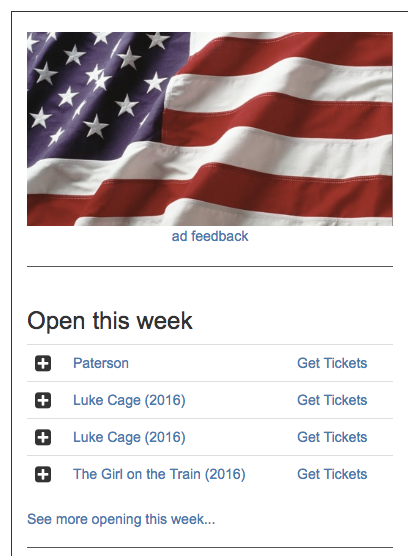 ad feedback
Open this week
Paterson Get Tickets
Luke Cage (2016) Get Tickets
Luke Cage (2016) Get Tickets
The Girl on the Train (2016) Get Tickets
See more opening this week...